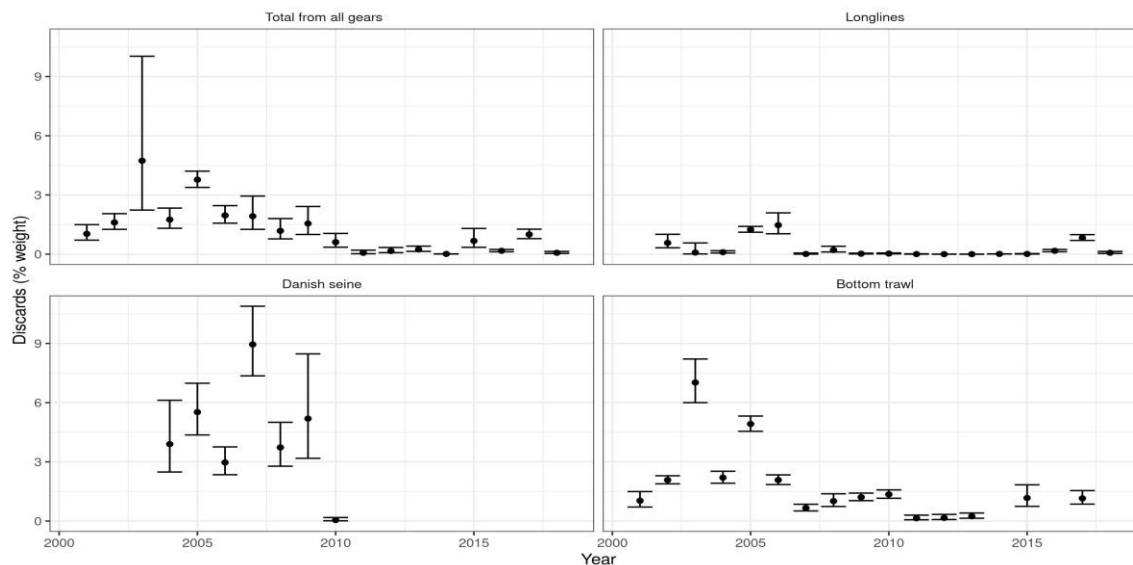 Total from all gears
Longlines
9
6
3
0
Danish seine
Bottom trawl
9
6
3
0
2000 2005 2010 2015 2000 2005 2010 2015
Discards (% weight)
Year